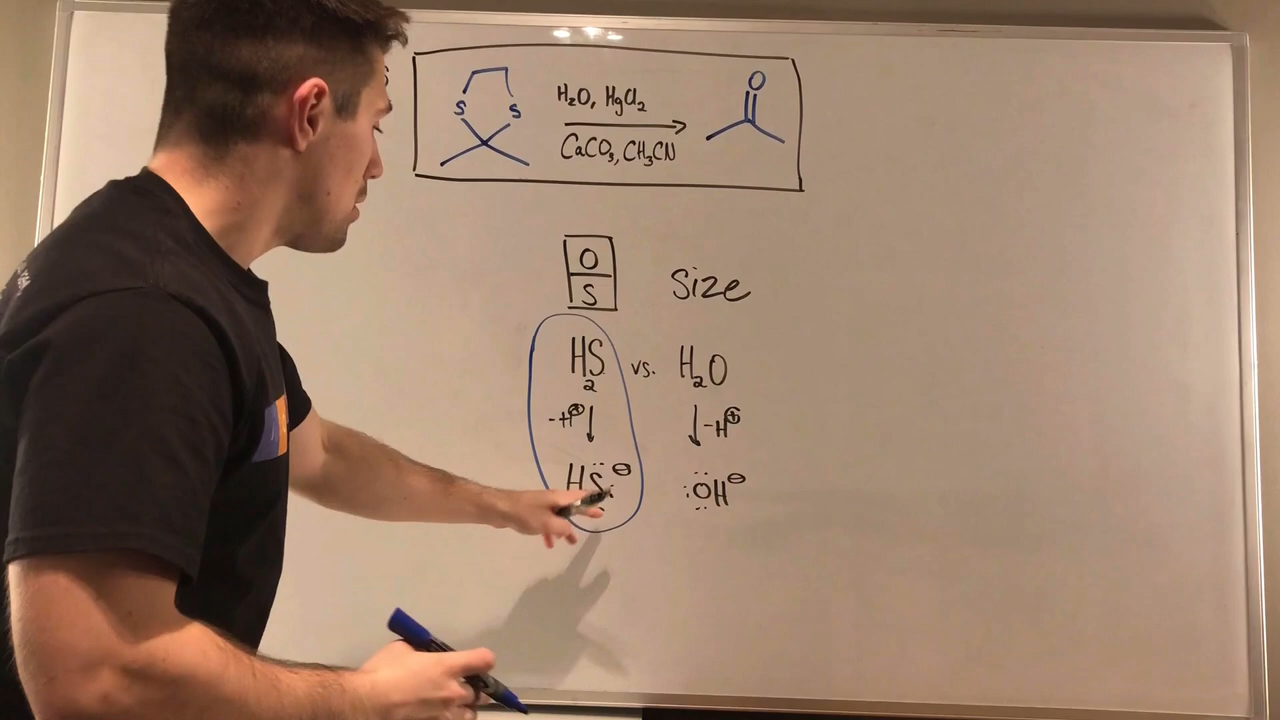 S S
H₂O, HgCl₂
CaCO₃, CH₃CN
O
O
S
Size
H₂S vs. H₂O
-H⊕ ↓ ↓ -H⊕
HS:⊖ :OH⊖